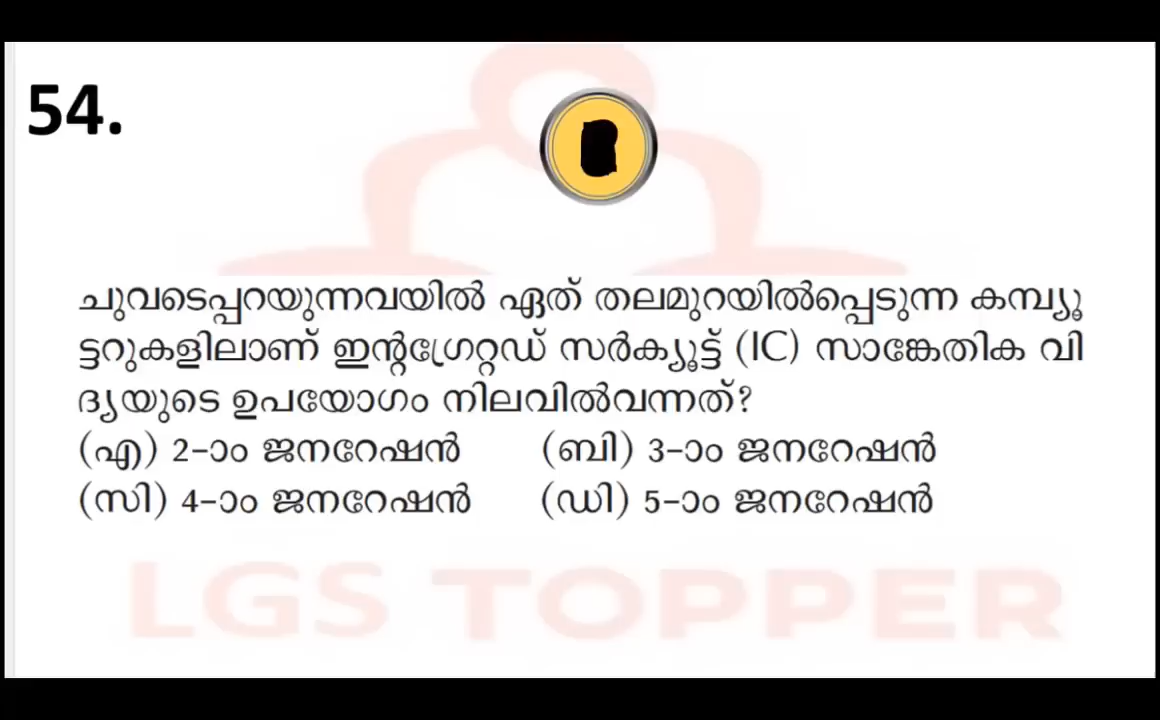 54.
ചുവടെപ്പറയുന്നവയിൽ ഏത് തലമുറയിൽപ്പെടുന്ന കമ്പ്യൂ
ട്ടറുകളിലാണ് ഇന്റഗ്രേറ്റഡ് സർക്യൂട്ട് (IC) സാങ്കേതിക വി
ദ്യയുടെ ഉപയോഗം നിലവിൽവന്നത്?
(എ) 2-ാം ജനറേഷൻ (ബി) 3-ാം ജനറേഷൻ
(സി) 4-ാം ജനറേഷൻ (ഡി) 5-ാം ജനറേഷൻ
LGS TOPPER